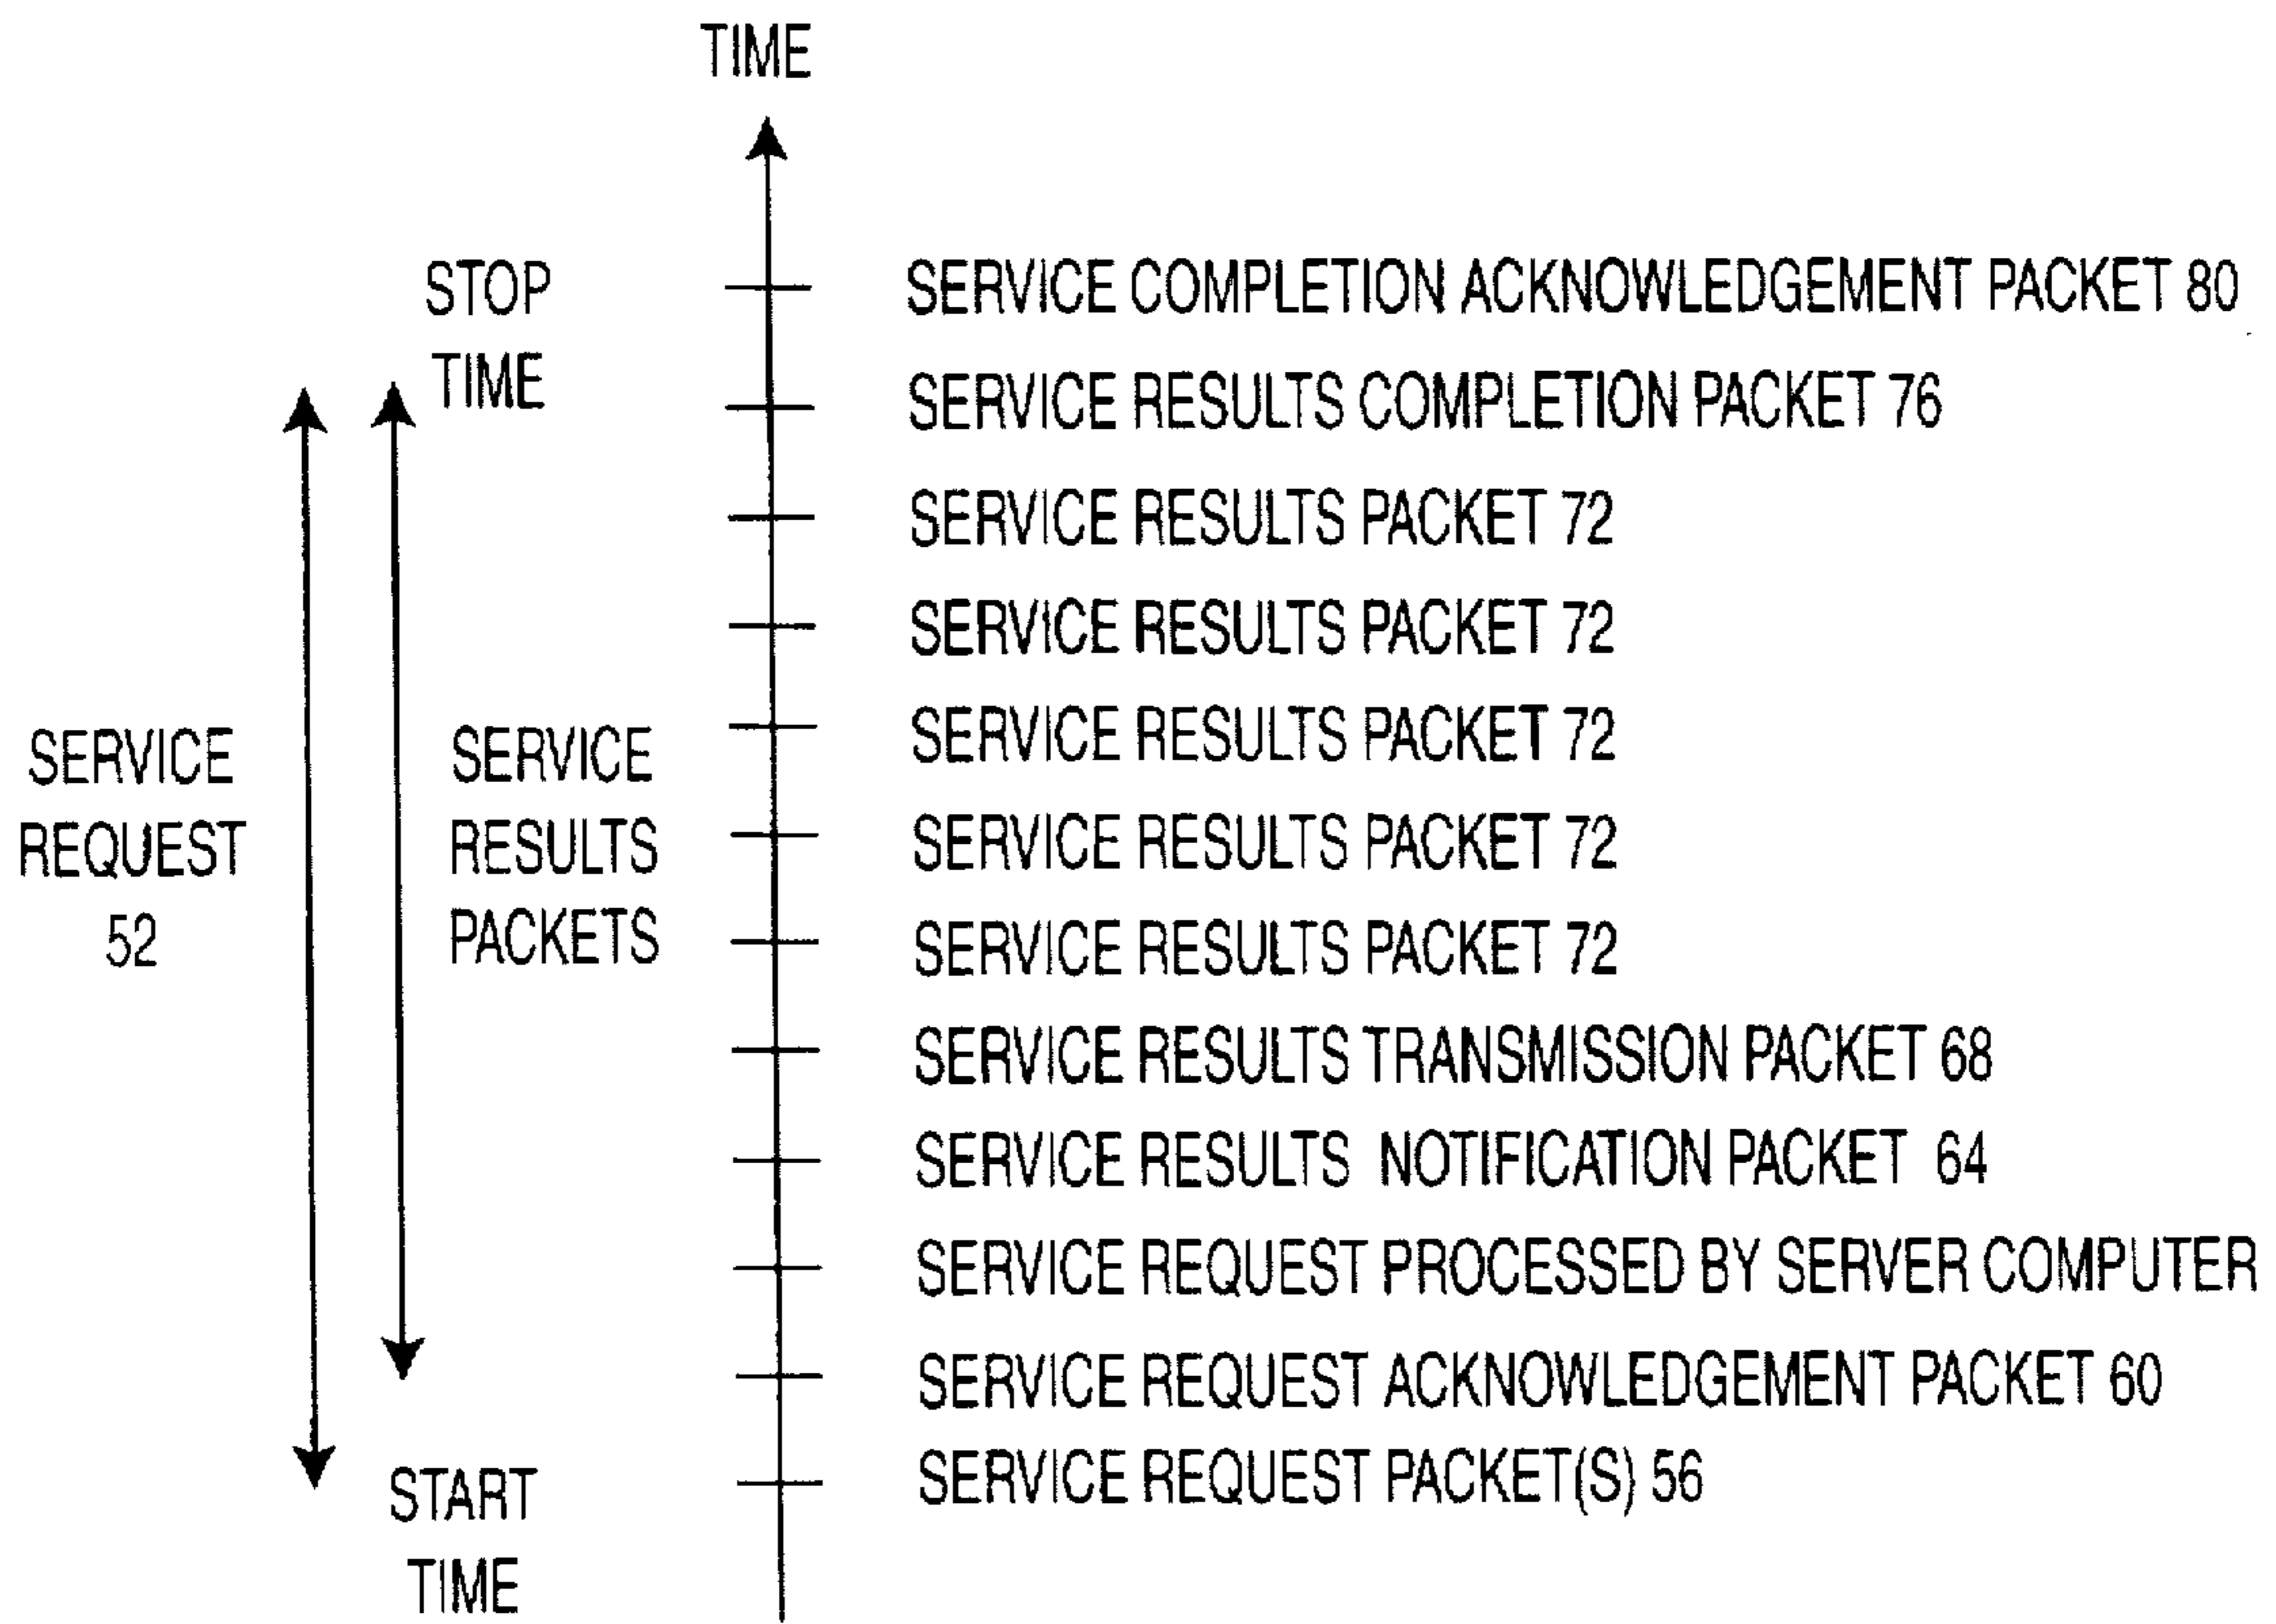 TIME
STOP
TIME
SERVICE
REQUEST
52
SERVICE
RESULTS
PACKETS
START
TIME
SERVICE COMPLETION ACKNOWLEDGEMENT PACKET 80
SERVICE RESULTS COMPLETION PACKET 76
SERVICE RESULTS PACKET 72
SERVICE RESULTS PACKET 72
SERVICE RESULTS PACKET 72
SERVICE RESULTS PACKET 72
SERVICE RESULTS PACKET 72
SERVICE RESULTS TRANSMISSION PACKET 68
SERVICE RESULTS NOTIFICATION PACKET 64
SERVICE REQUEST PROCESSED BY SERVER COMPUTER
SERVICE REQUEST ACKNOWLEDGEMENT PACKET 60
SERVICE REQUEST PACKET(S) 56